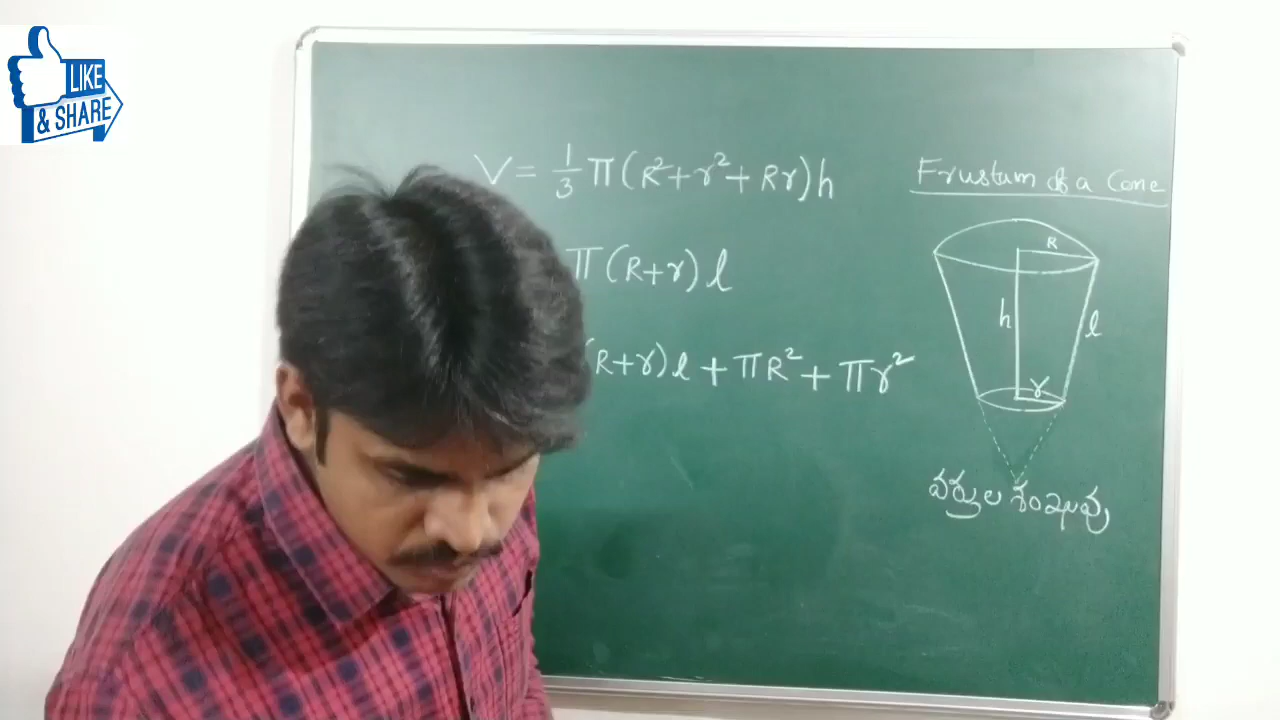 LIKE
& SHARE
V = 1/3 π(R²+r²+Rr)h
Frustum of a Cone
π(R+r)l
(R+r)l + πR² + πr²
R
h
l
r
వర్తుల శంఖువు